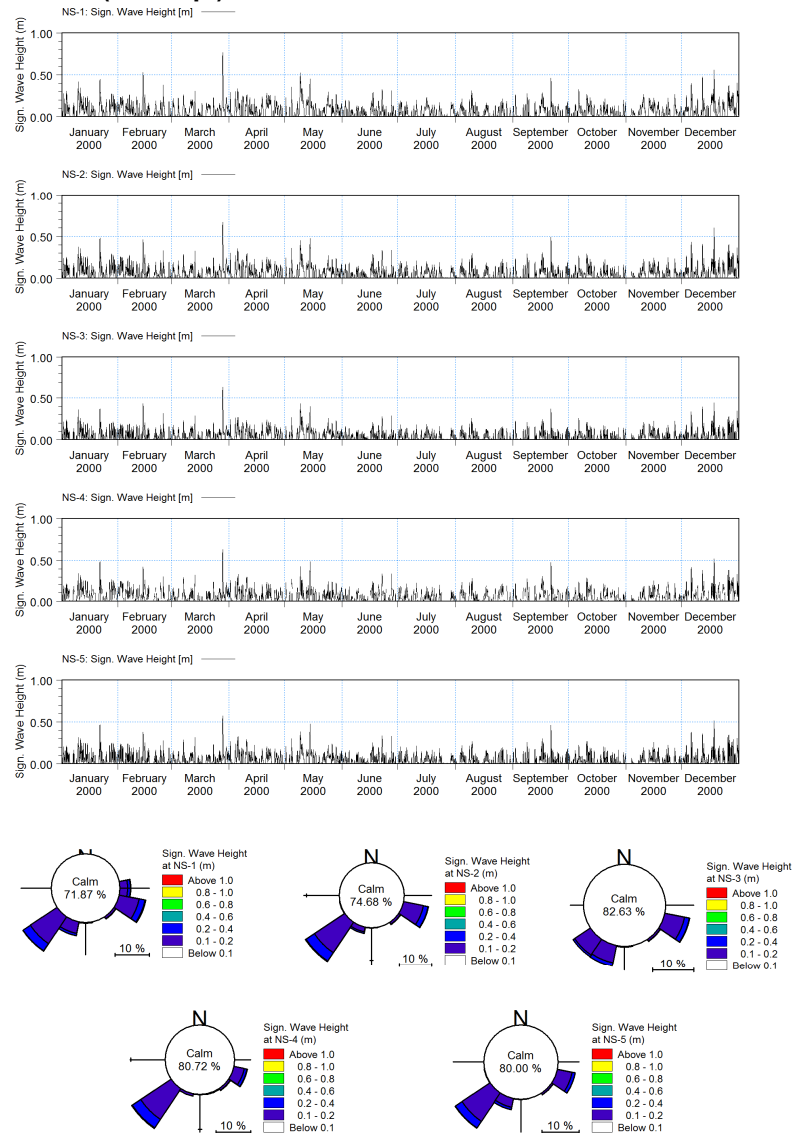 NS-1: Sign. Wave Height [m]
Sign. Wave Height (m)
1.00
0.50
0.00
January February March April May June July August September October November December
2000 2000 2000 2000 2000 2000 2000 2000 2000 2000 2000 2000
NS-2: Sign. Wave Height [m]
Sign. Wave Height (m)
1.00
0.50
0.00
January February March April May June July August September October November December
2000 2000 2000 2000 2000 2000 2000 2000 2000 2000 2000 2000
NS-3: Sign. Wave Height [m]
Sign. Wave Height (m)
1.00
0.50
0.00
January February March April May June July August September October November December
2000 2000 2000 2000 2000 2000 2000 2000 2000 2000 2000 2000
NS-4: Sign. Wave Height [m]
Sign. Wave Height (m)
1.00
0.50
0.00
January February March April May June July August September October November December
2000 2000 2000 2000 2000 2000 2000 2000 2000 2000 2000 2000
NS-5: Sign. Wave Height [m]
Sign. Wave Height (m)
1.00
0.50
0.00
January February March April May June July August September October November December
2000 2000 2000 2000 2000 2000 2000 2000 2000 2000 2000 2000
N
Calm
71.87 %
10 %
Sign. Wave Height
at NS-1 (m)
Above 1.0
0.8 - 1.0
0.6 - 0.8
0.4 - 0.6
0.2 - 0.4
0.1 - 0.2
Below 0.1
N
Calm
74.68 %
10 %
Sign. Wave Height
at NS-2 (m)
Above 1.0
0.8 - 1.0
0.6 - 0.8
0.4 - 0.6
0.2 - 0.4
0.1 - 0.2
Below 0.1
N
Calm
82.63 %
10 %
Sign. Wave Height
at NS-3 (m)
Above 1.0
0.8 - 1.0
0.6 - 0.8
0.4 - 0.6
0.2 - 0.4
0.1 - 0.2
Below 0.1
N
Calm
80.72 %
10 %
Sign. Wave Height
at NS-4 (m)
Above 1.0
0.8 - 1.0
0.6 - 0.8
0.4 - 0.6
0.2 - 0.4
0.1 - 0.2
Below 0.1
N
Calm
80.00 %
10 %
Sign. Wave Height
at NS-5 (m)
Above 1.0
0.8 - 1.0
0.6 - 0.8
0.4 - 0.6
0.2 - 0.4
0.1 - 0.2
Below 0.1